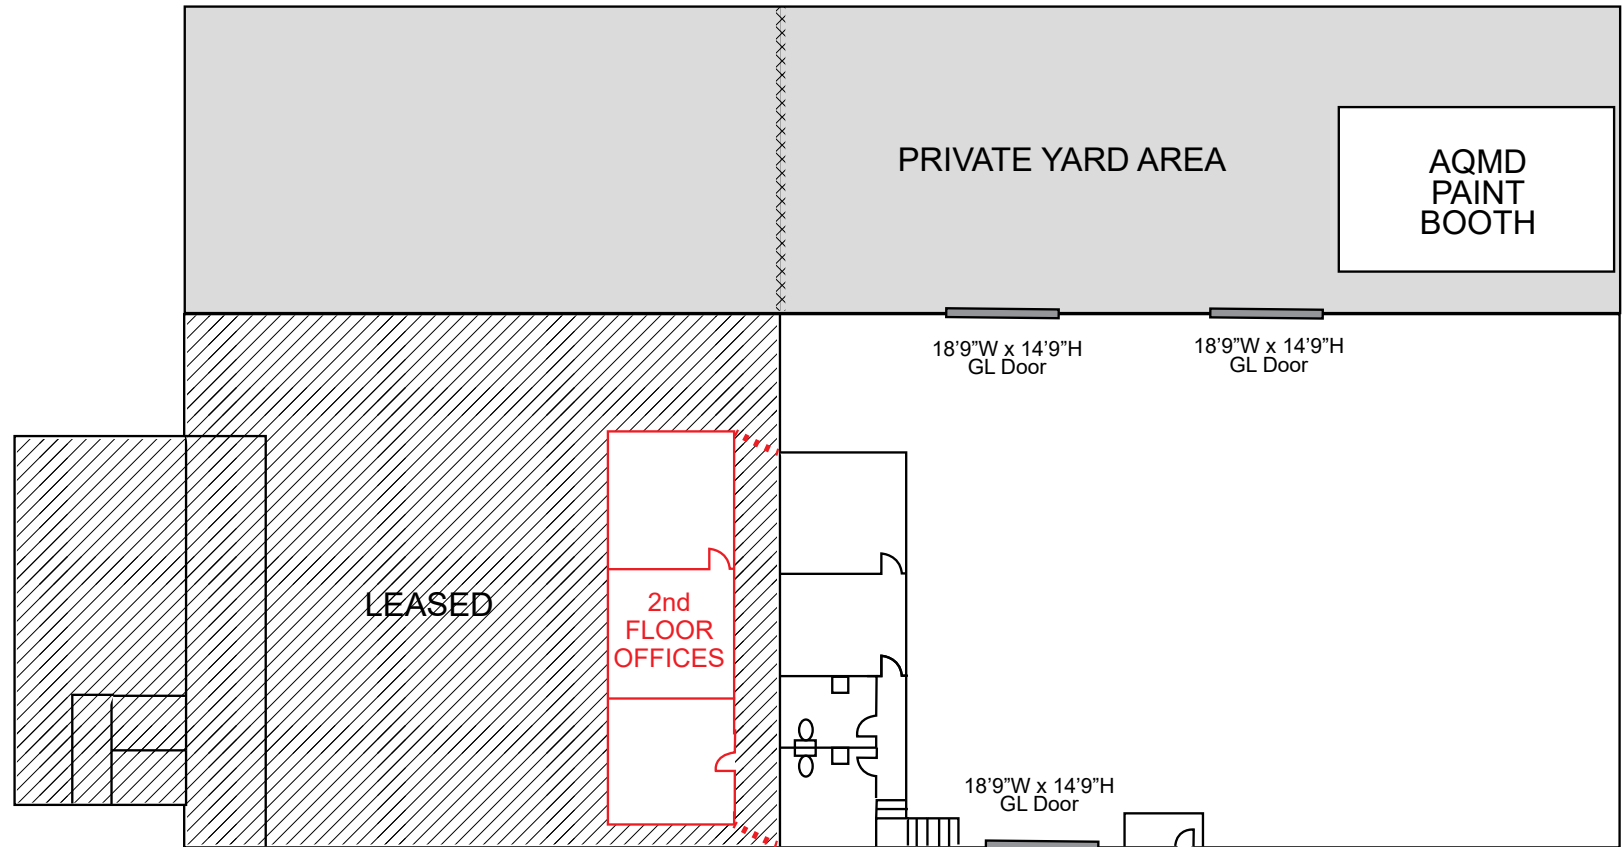 PRIVATE YARD AREA
AQMD
PAINT
BOOTH
18’9”W x 14’9”H
GL Door
18’9”W x 14’9”H
GL Door
LEASED
2nd
FLOOR
OFFICES
18’9”W x 14’9”H
GL Door